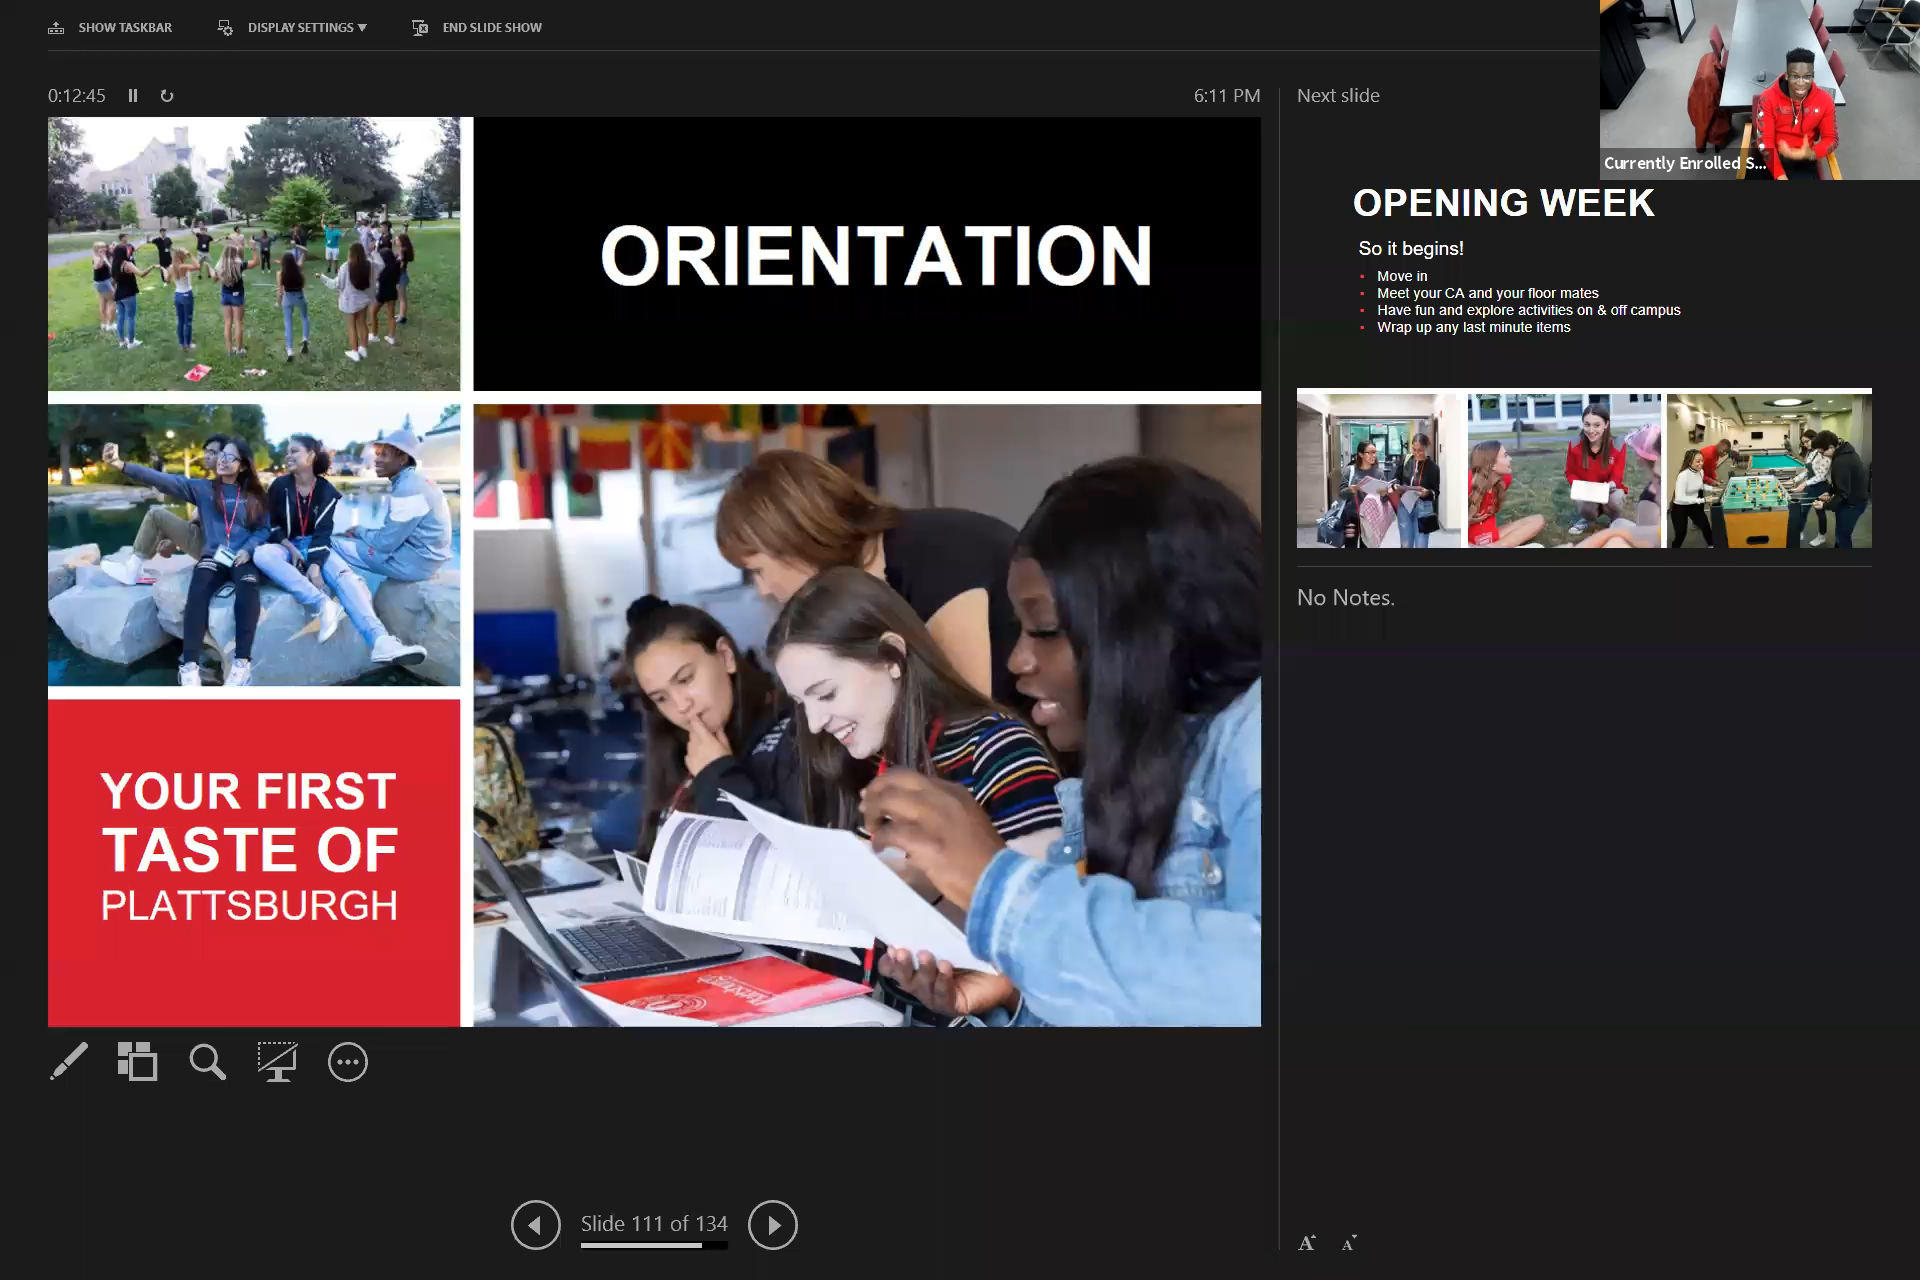 SHOW TASKBAR
DISPLAY SETTINGS
END SLIDE SHOW
0:12:45
6:11 PM
Next slide
Currently Enrolled S...
ORIENTATION
YOUR FIRST
TASTE OF
PLATTSBURGH
OPENING WEEK
So it begins!
Move in
Meet your CA and your floor mates
Have fun and explore activities on & off campus
Wrap up any last minute items
No Notes.
Slide 111 of 134
A A